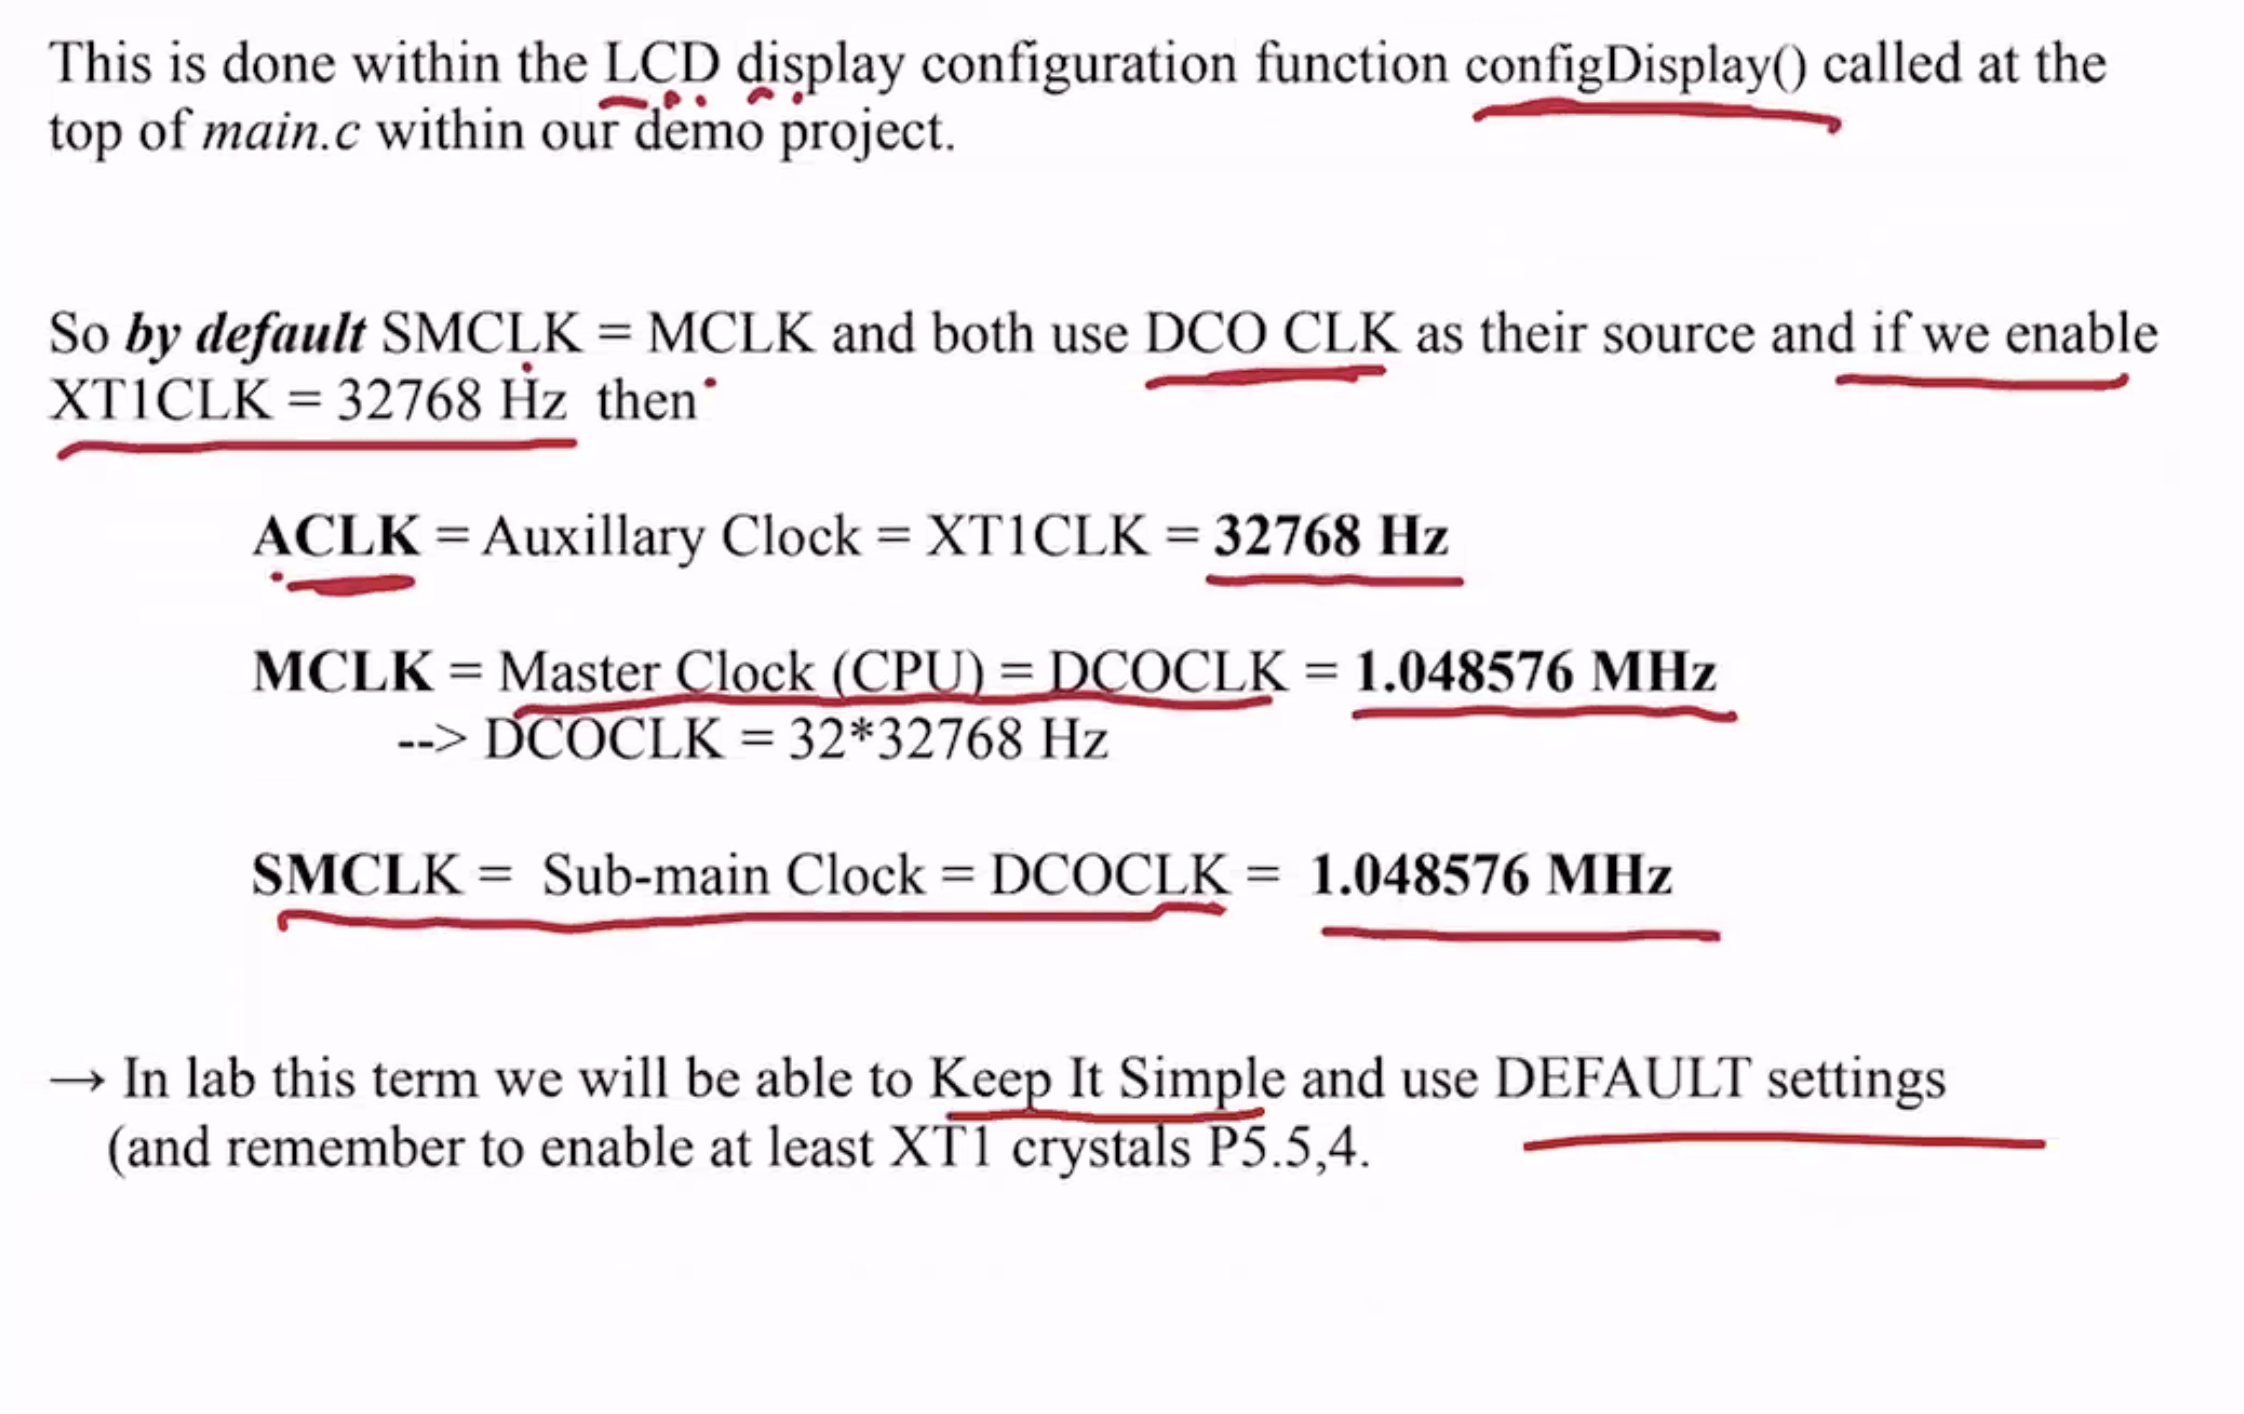 This is done within the LCD display configuration function configDisplay() called at the
top of main.c within our demo project.
So by default SMCLK = MCLK and both use DCO CLK as their source and if we enable
XT1CLK = 32768 Hz then
ACLK = Auxillary Clock = XT1CLK = 32768 Hz
MCLK = Master Clock (CPU) = DCOCLK = 1.048576 MHz
--> DCOCLK = 32*32768 Hz
SMCLK = Sub-main Clock = DCOCLK = 1.048576 MHz
→ In lab this term we will be able to Keep It Simple and use DEFAULT settings
(and remember to enable at least XT1 crystals P5.5,4.